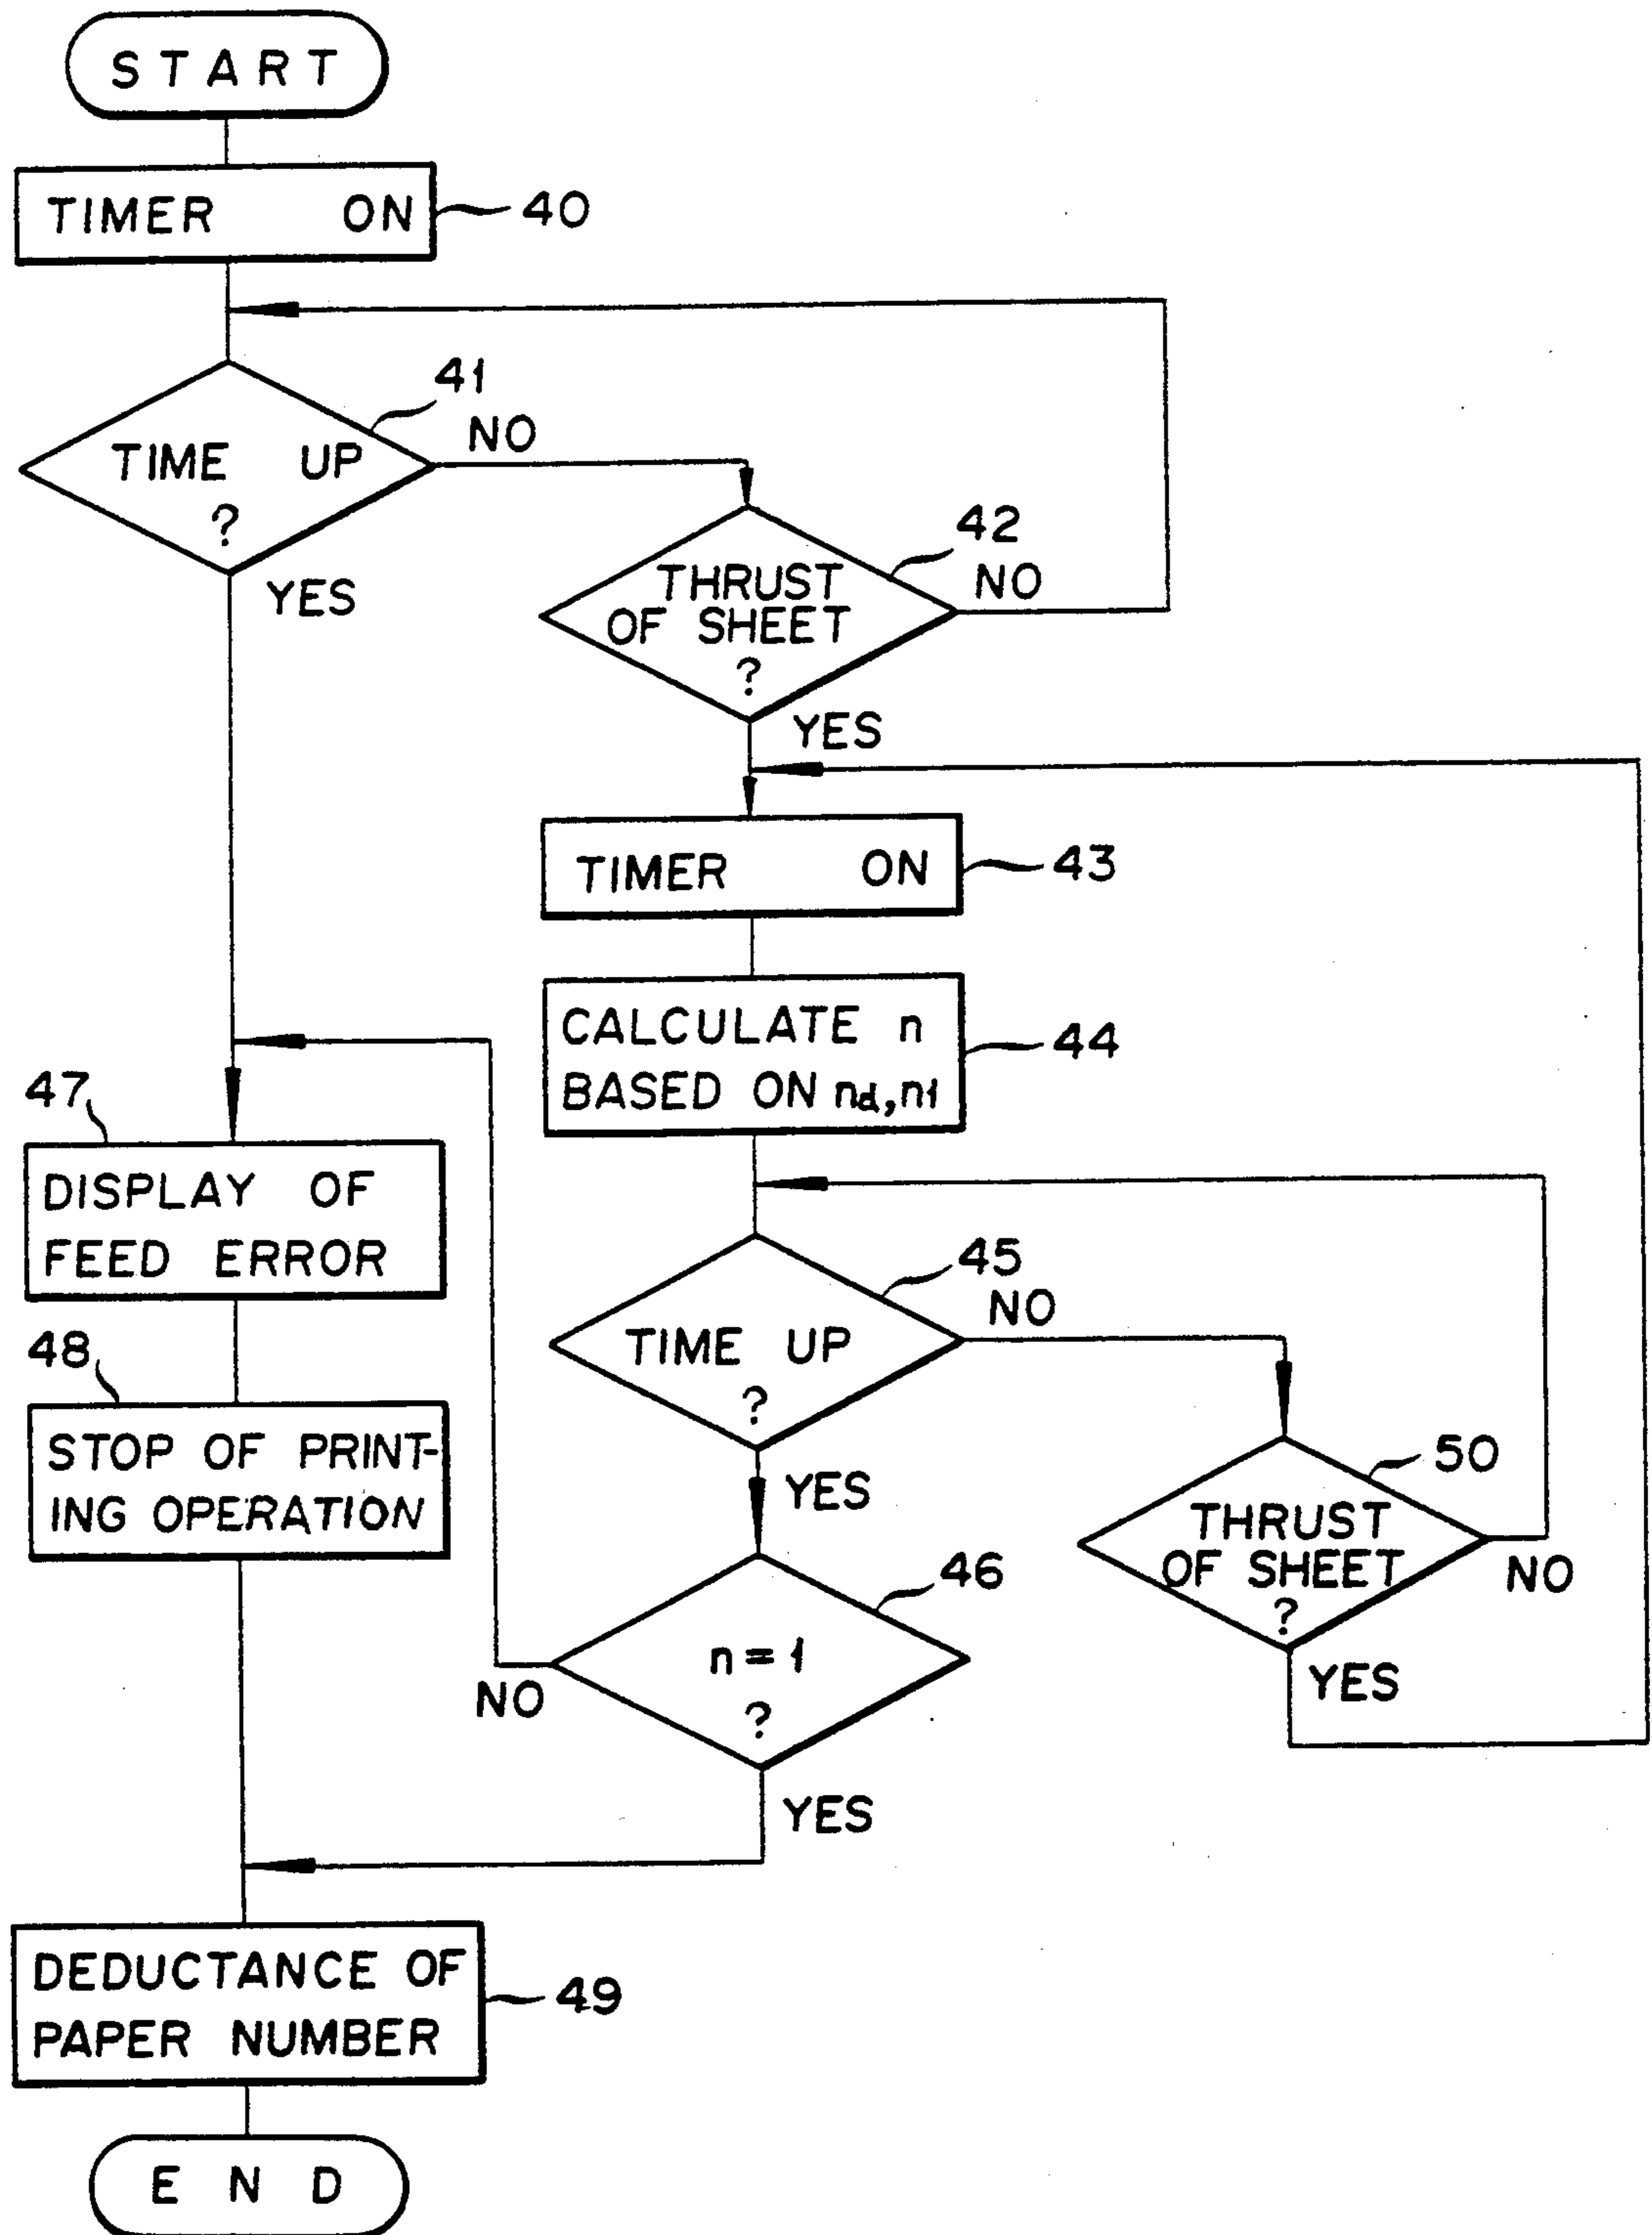 START
TIMER ON
40
41
TIME UP
?
NO
YES
42
THRUST
OF SHEET
?
NO
YES
TIMER ON
43
CALCULATE n
BASED ON nd, n1
44
45
TIME UP
?
NO
YES
50
THRUST
OF SHEET
?
NO
YES
46
n = 1
?
NO
YES
47
DISPLAY OF
FEED ERROR
48
STOP OF PRINT-
ING OPERATION
DEDUCTANCE OF
PAPER NUMBER
49
END